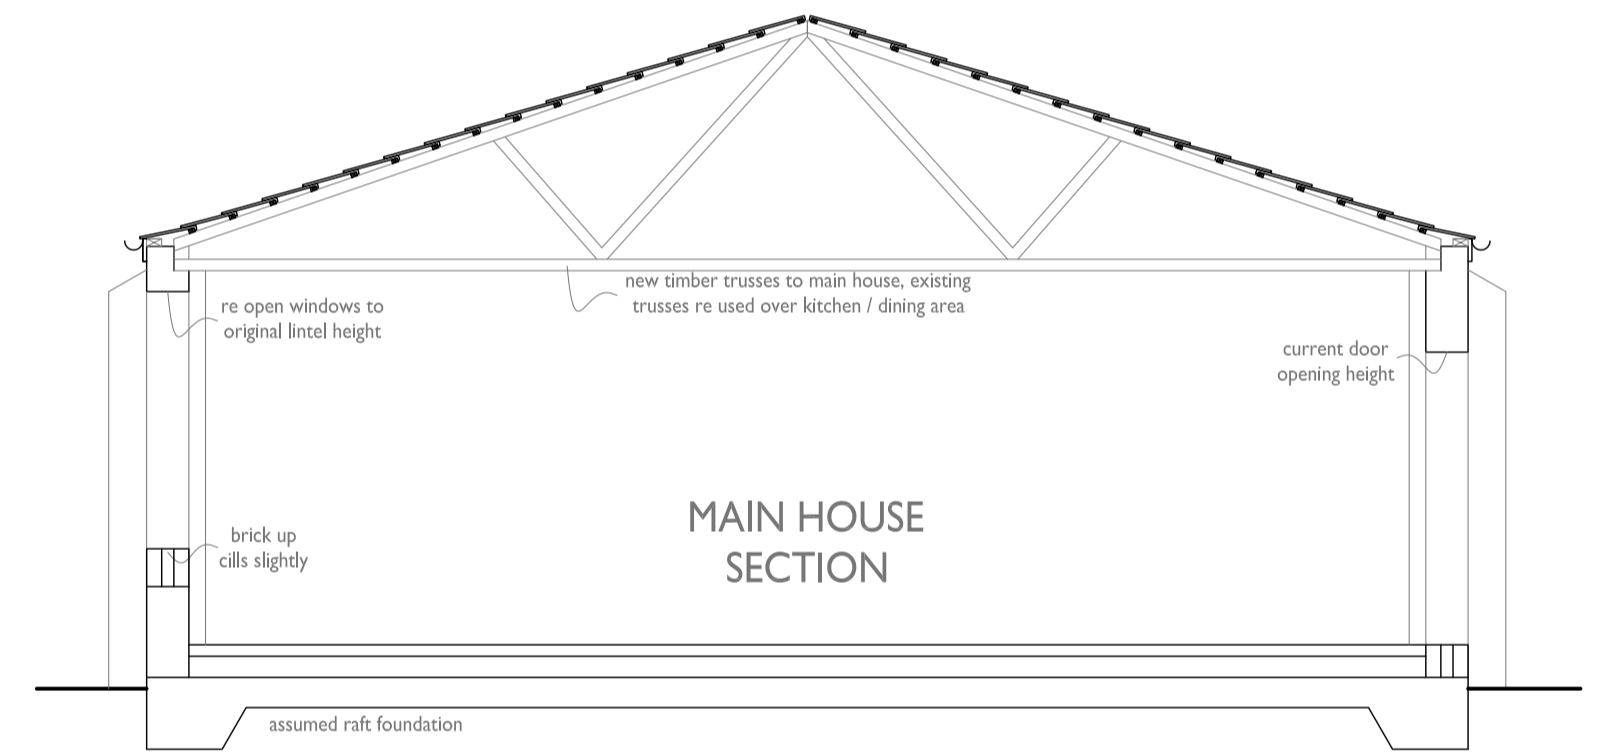 new timber trusses to main house, existing
trusses re used over kitchen / dining area
re open windows to
original lintel height
current door
opening height
MAIN HOUSE
SECTION
brick up
cills slightly
assumed raft foundation